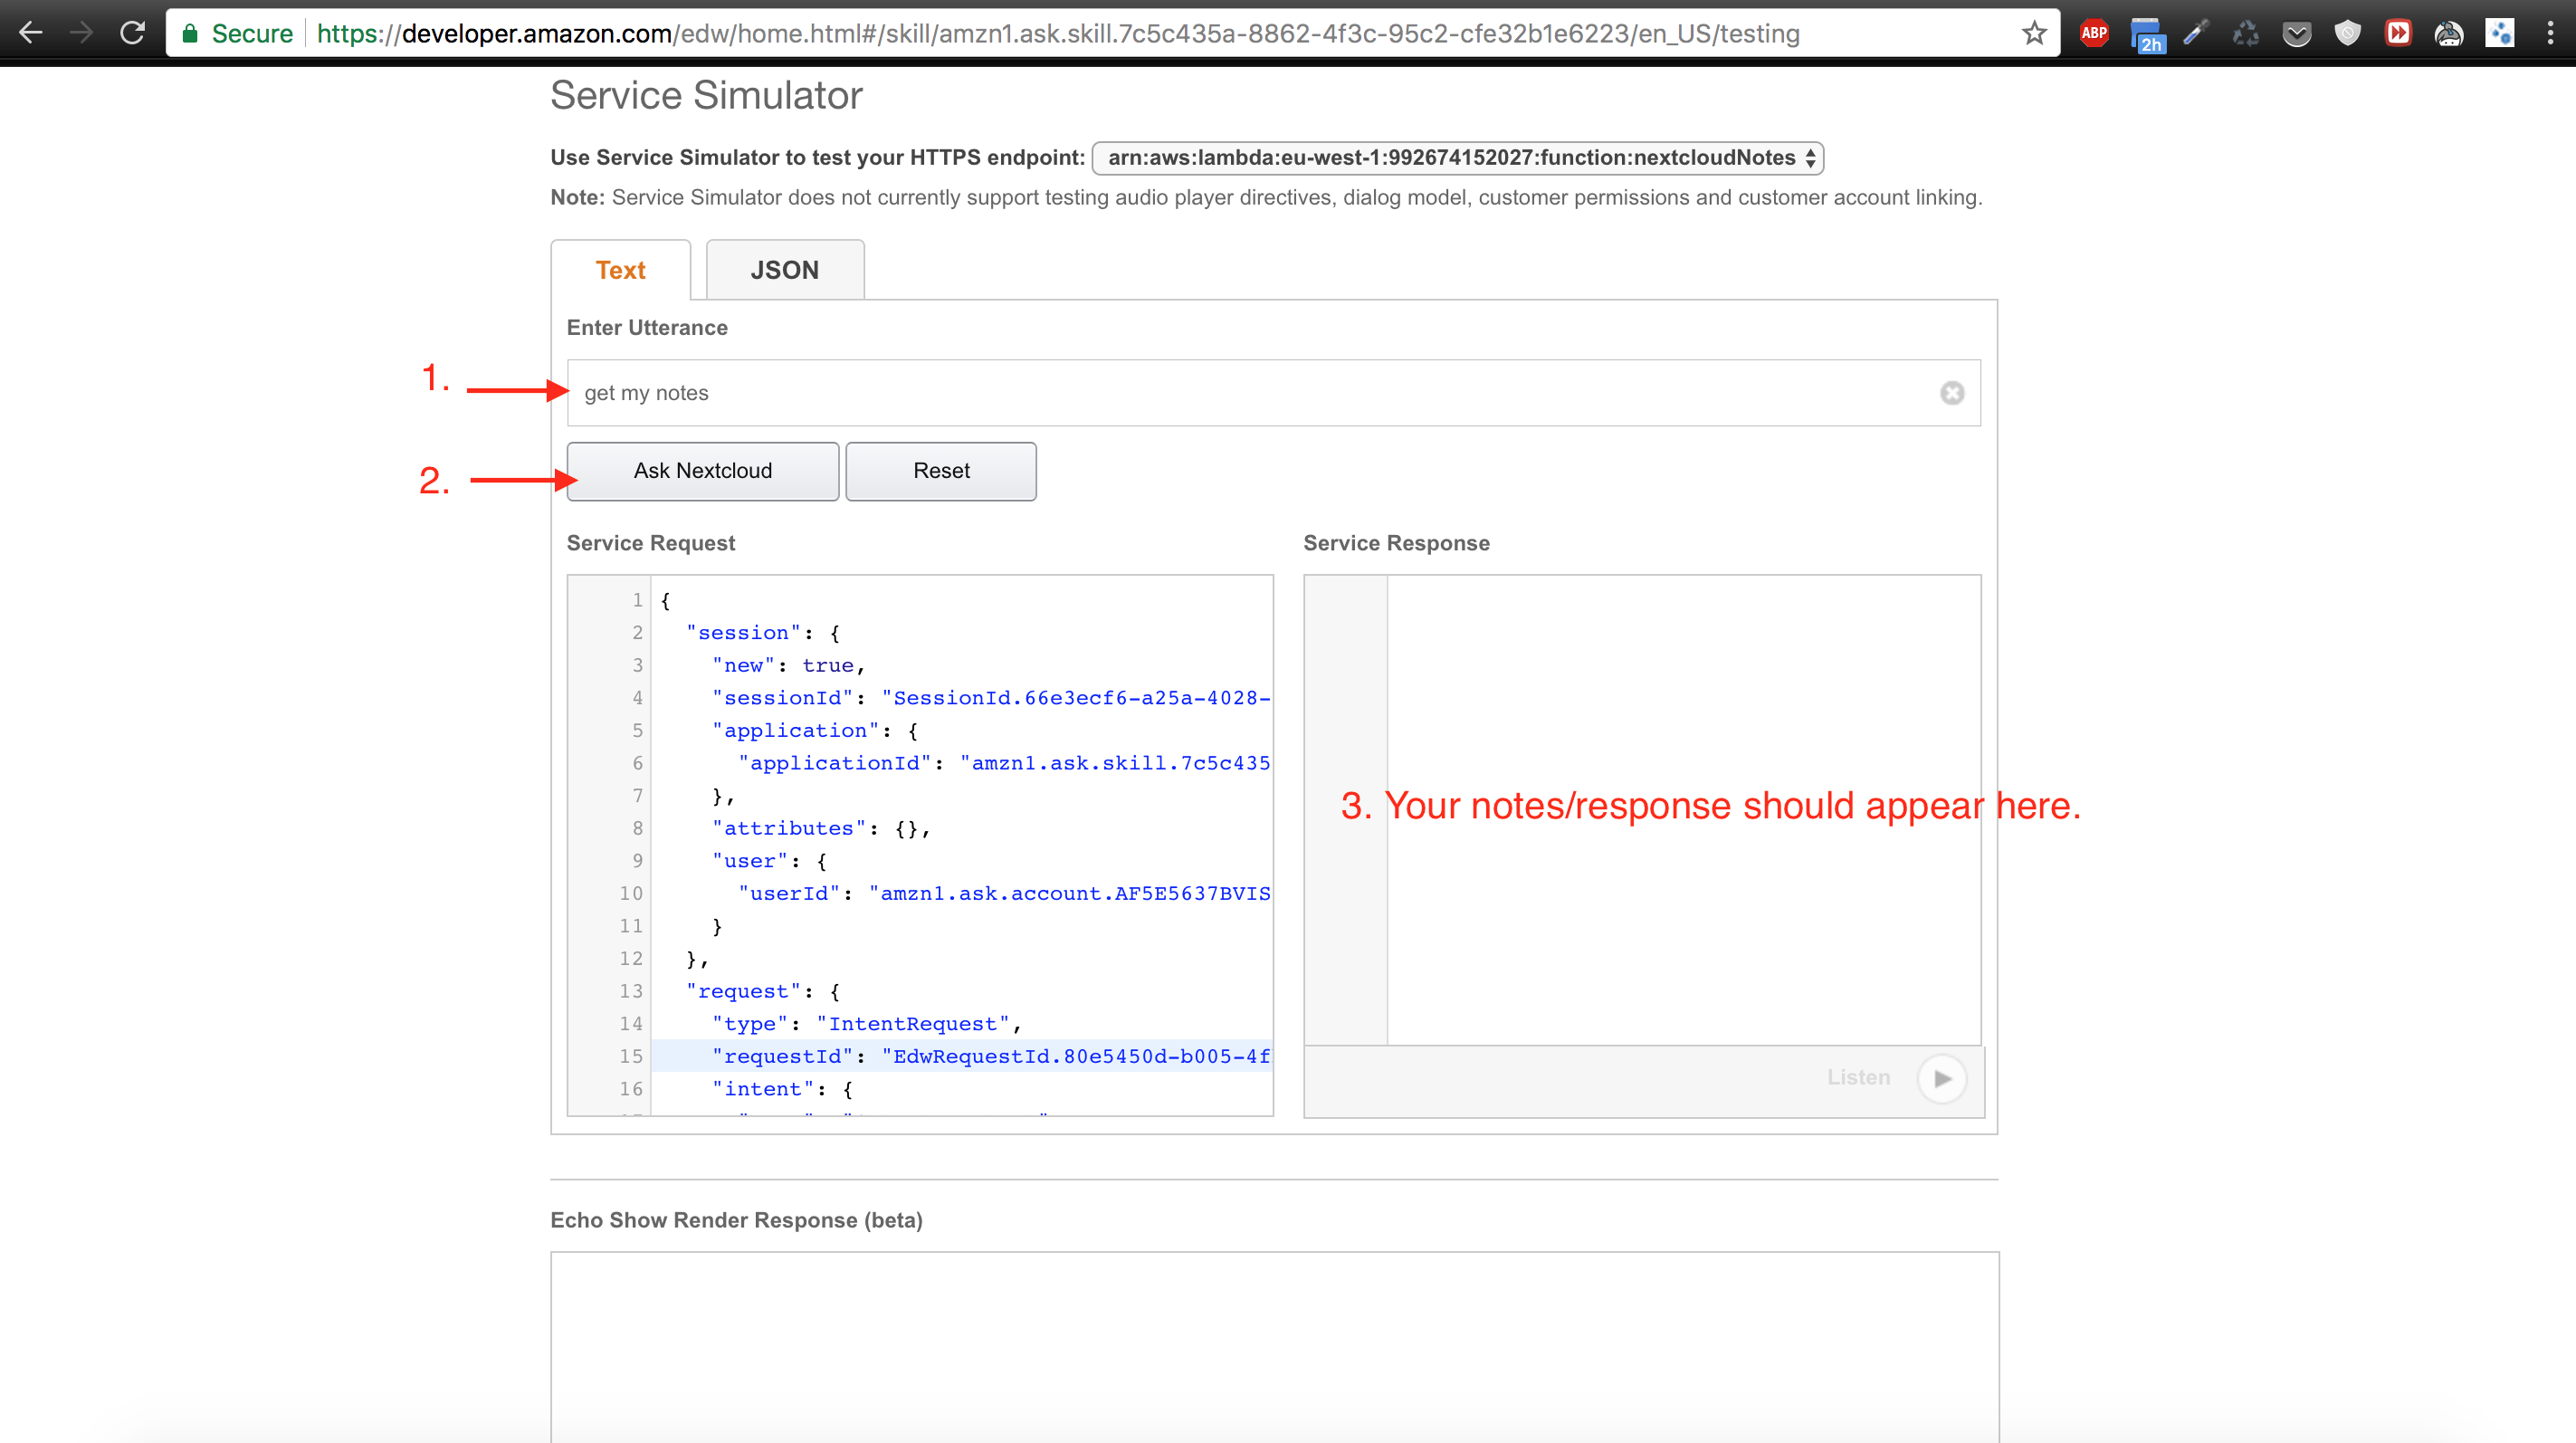 Secure https://developer.amazon.com/edw/home.html#/skill/amzn1.ask.skill.7c5c435a-8862-4f3c-95c2-cfe32b1e6223/en_US/testing
ABP
2h
Service Simulator
Use Service Simulator to test your HTTPS endpoint: arn:aws:lambda:eu-west-1:992674152027:function:nextcloudNotes
Note: Service Simulator does not currently support testing audio player directives, dialog model, customer permissions and customer account linking.
Text JSON
Enter Utterance
1. get my notes
2. Ask Nextcloud Reset
Service Request
1 {
2 "session": {
3 "new": true,
4 "sessionId": "SessionId.66e3ecf6-a25a-4028-
5 "application": {
6 "applicationId": "amzn1.ask.skill.7c5c435
7 },
8 "attributes": {},
9 "user": {
10 "userId": "amzn1.ask.account.AF5E5637BVIS
11 }
12 },
13 "request": {
14 "type": "IntentRequest",
15 "requestId": "EdwRequestId.80e5450d-b005-4f
16 "intent": {
Service Response
3. Your notes/response should appear here.
Listen
Echo Show Render Response (beta)